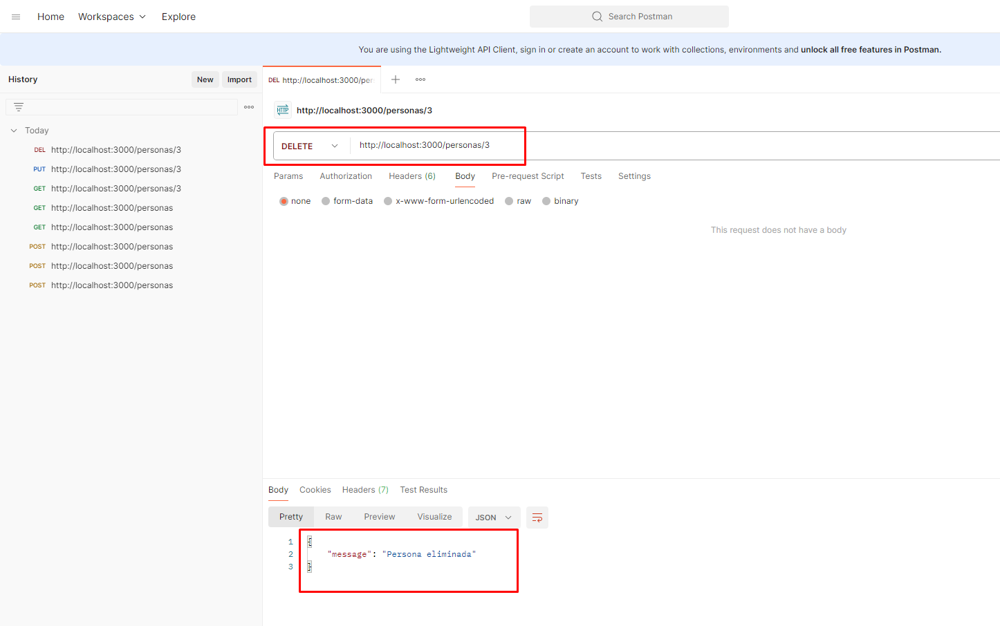 Home Workspaces Explore Search Postman
You are using the Lightweight API Client, sign in or create an account to work with collections, environments and unlock all free features in Postman.
History New Import
Today
DEL http://localhost:3000/personas/3
PUT http://localhost:3000/personas/3
GET http://localhost:3000/personas/3
GET http://localhost:3000/personas
GET http://localhost:3000/personas
POST http://localhost:3000/personas
POST http://localhost:3000/personas
POST http://localhost:3000/personas
DEL http://localhost:3000/per
HTTP http://localhost:3000/personas/3
DELETE http://localhost:3000/personas/3
Params Authorization Headers (6) Body Pre-request Script Tests Settings
none form-data x-www-form-urlencoded raw binary
This request does not have a body
Body Cookies Headers (7) Test Results
Pretty Raw Preview Visualize JSON
1 {
2 "message": "Persona eliminada"
3 }